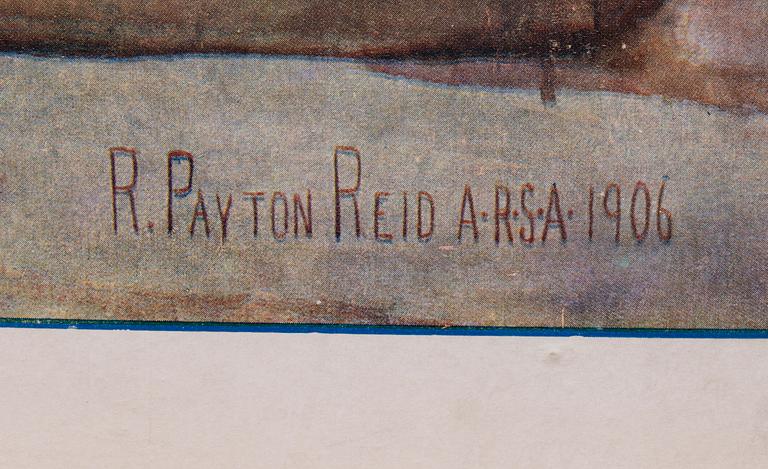 R. PAYTON REID A·R·S·A· 1906